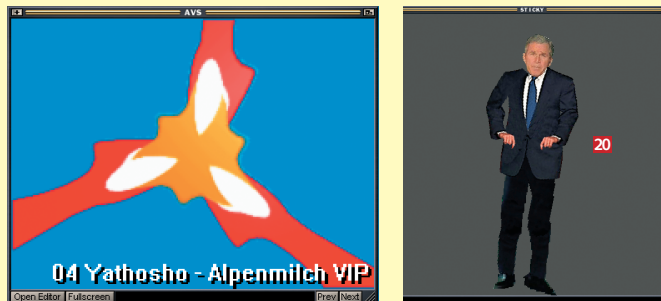 AVS
04 Yathosho - Alpenmilch VIP
Open Editor Fullscreen Prev Next
STICKY
20